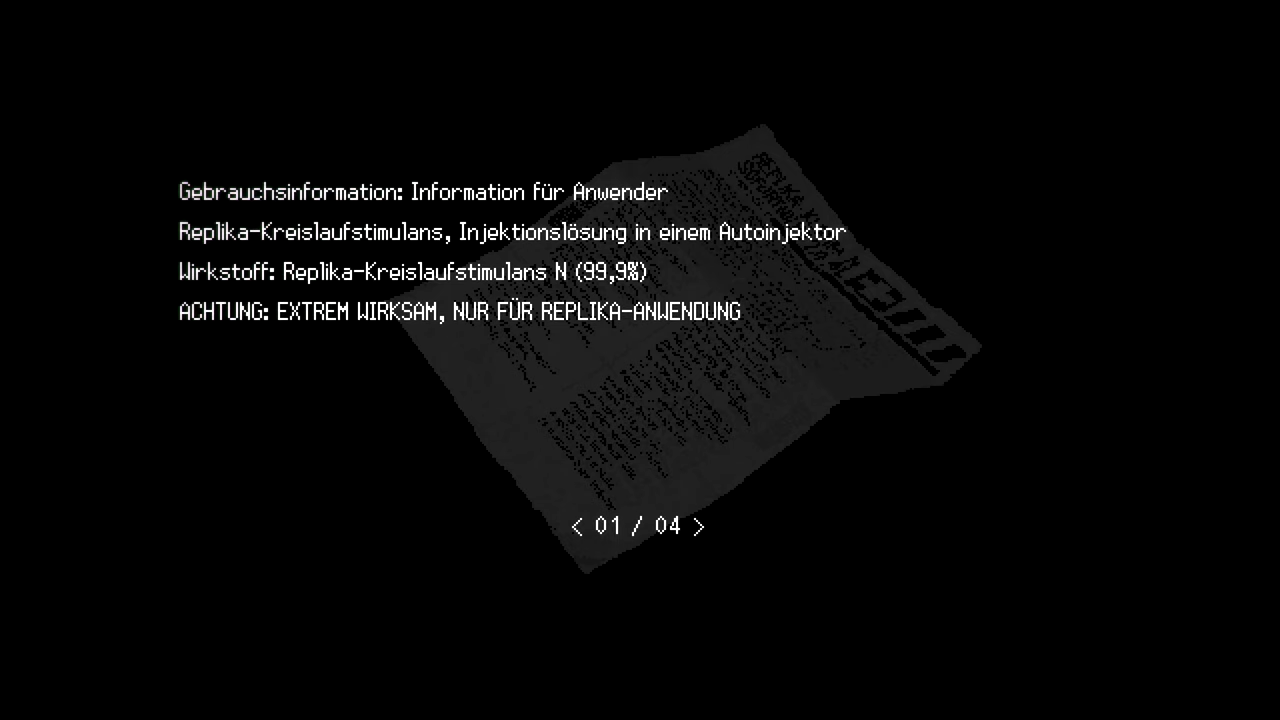 Gebrauchsinformation: Information für Anwender
Replika-Kreislaufstimulans, Injektionslösung in einem Autoinjektor
Wirkstoff: Replika-Kreislaufstimulans N (99,9%)
ACHTUNG: EXTREM WIRKSAM, NUR FÜR REPLIKA-ANWENDUNG
< 01 / 04 >